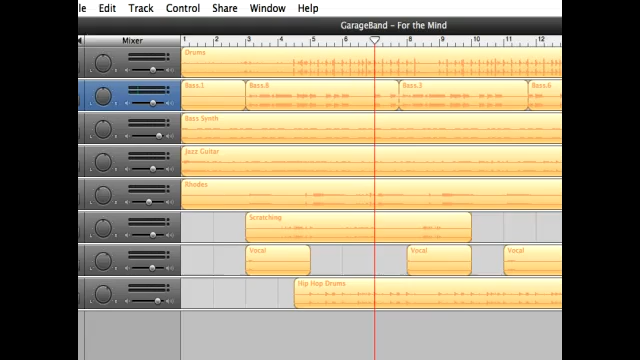 le Edit Track Control Share Window Help
GarageBand - For the Mind
Mixer 1 2 3 4 5 6 7 8 9 10 11 12
Drums
Bass.1 Bass.8 Bass.3 Bass.6
Bass Synth
Jazz Guitar
Rhodes
Scratching
Vocal Vocal Vocal
Hip Hop Drums